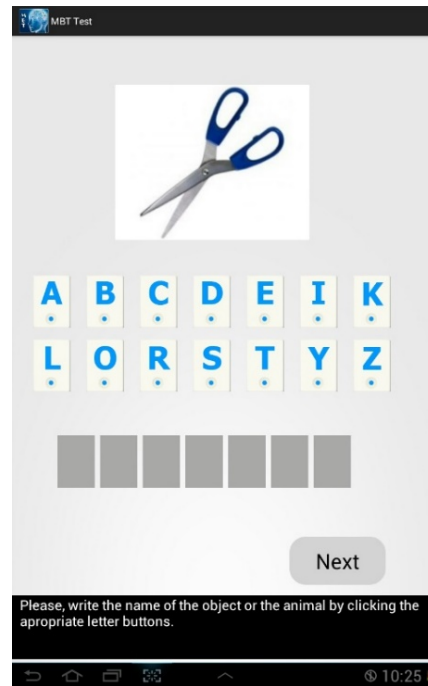 MBT Test
A B C D E I K
L O R S T Y Z
Next
Please, write the name of the object or the animal by clicking the
apropriate letter buttons.
10:25